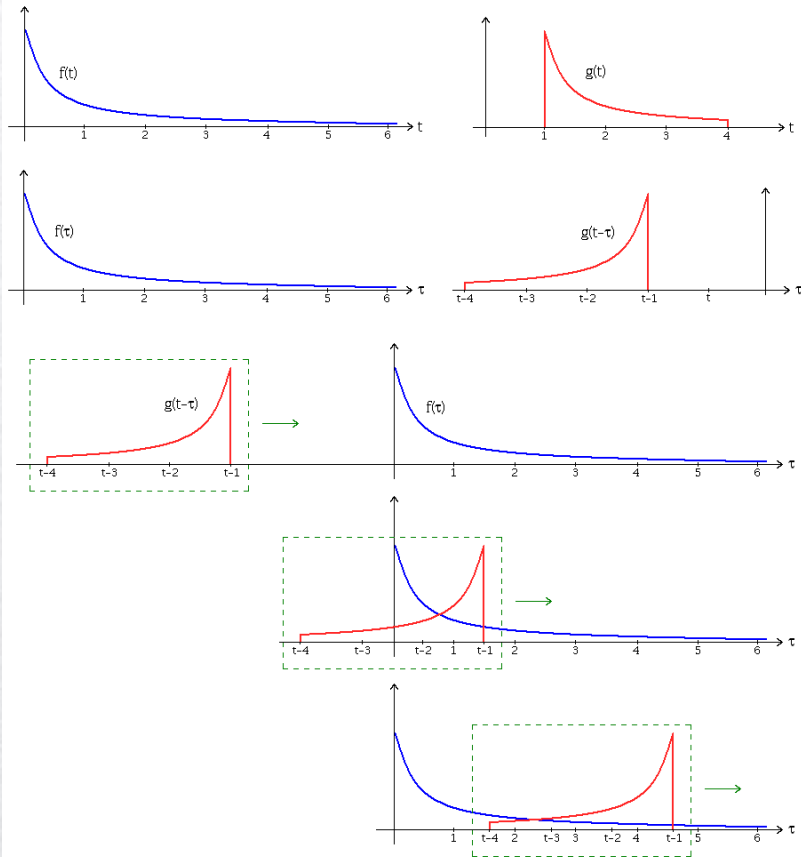 f(t)
1 2 3 4 5 6 t
g(t)
1 2 3 4 t
f(τ)
1 2 3 4 5 6 τ
g(t-τ)
t-4 t-3 t-2 t-1 t τ
g(t-τ)
t-4 t-3 t-2 t-1
f(τ)
1 2 3 4 5 6 τ
t-4 t-3 t-2 1 t-1 2 3 4 5 6 τ
1 t-4 2 t-3 3 t-2 4 t-1 5 6 τ